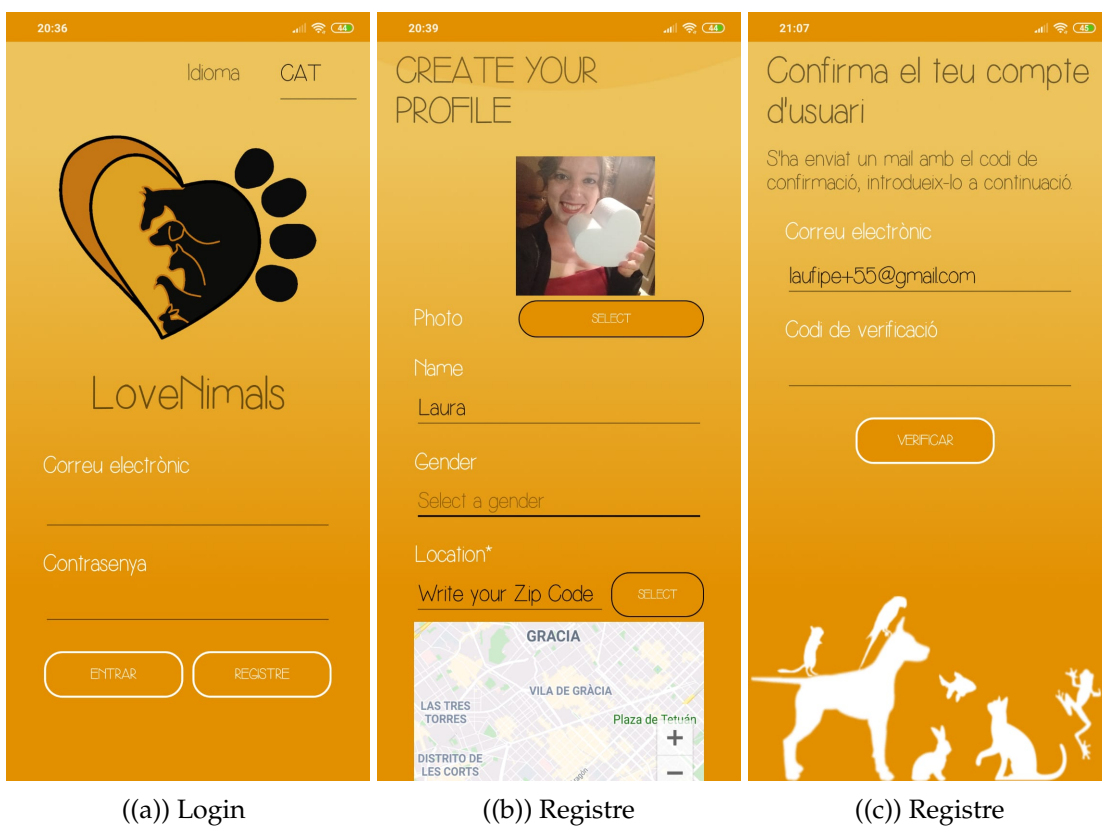 20:36
44
Idioma CAT
LoveNimals
Correu electrònic
Contrasenya
ENTRAR REGISTRE
((a)) Login
20:39
44
CREATE YOUR
PROFILE
Photo SELECT
Name
Laura
Gender
Select a gender
Location*
Write your Zip Code SELECT
GRACIA
VILA DE GRÀCIA
LAS TRES
TORRES
Plaza de Tetuán
+
DISTRITO DE
LES CORTS
−
((b)) Registre
21:07
45
Confirma el teu compte
d'usuari
S'ha enviat un mail amb el codi de
confirmació, introdueix-lo a continuació.
Correu electrònic
laufipe+55@gmail.com
Codi de verificació
VERIFICAR
((c)) Registre